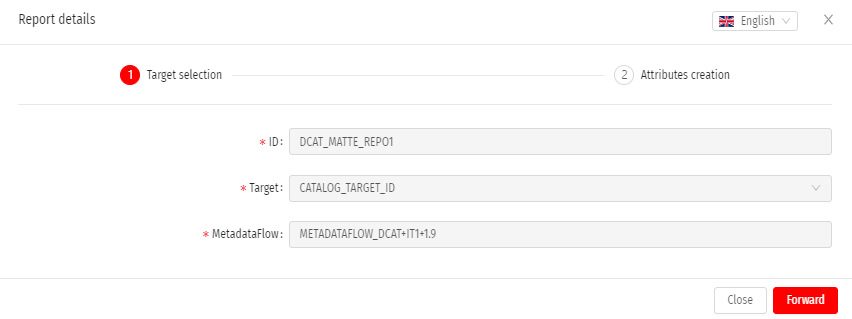 Report details
English
1 Target selection
2 Attributes creation
* ID: DCAT_MATTE_REPO1
* Target: CATALOG_TARGET_ID
* MetadataFlow: METADATAFLOW_DCAT+IT1+1.9
Close
Forward